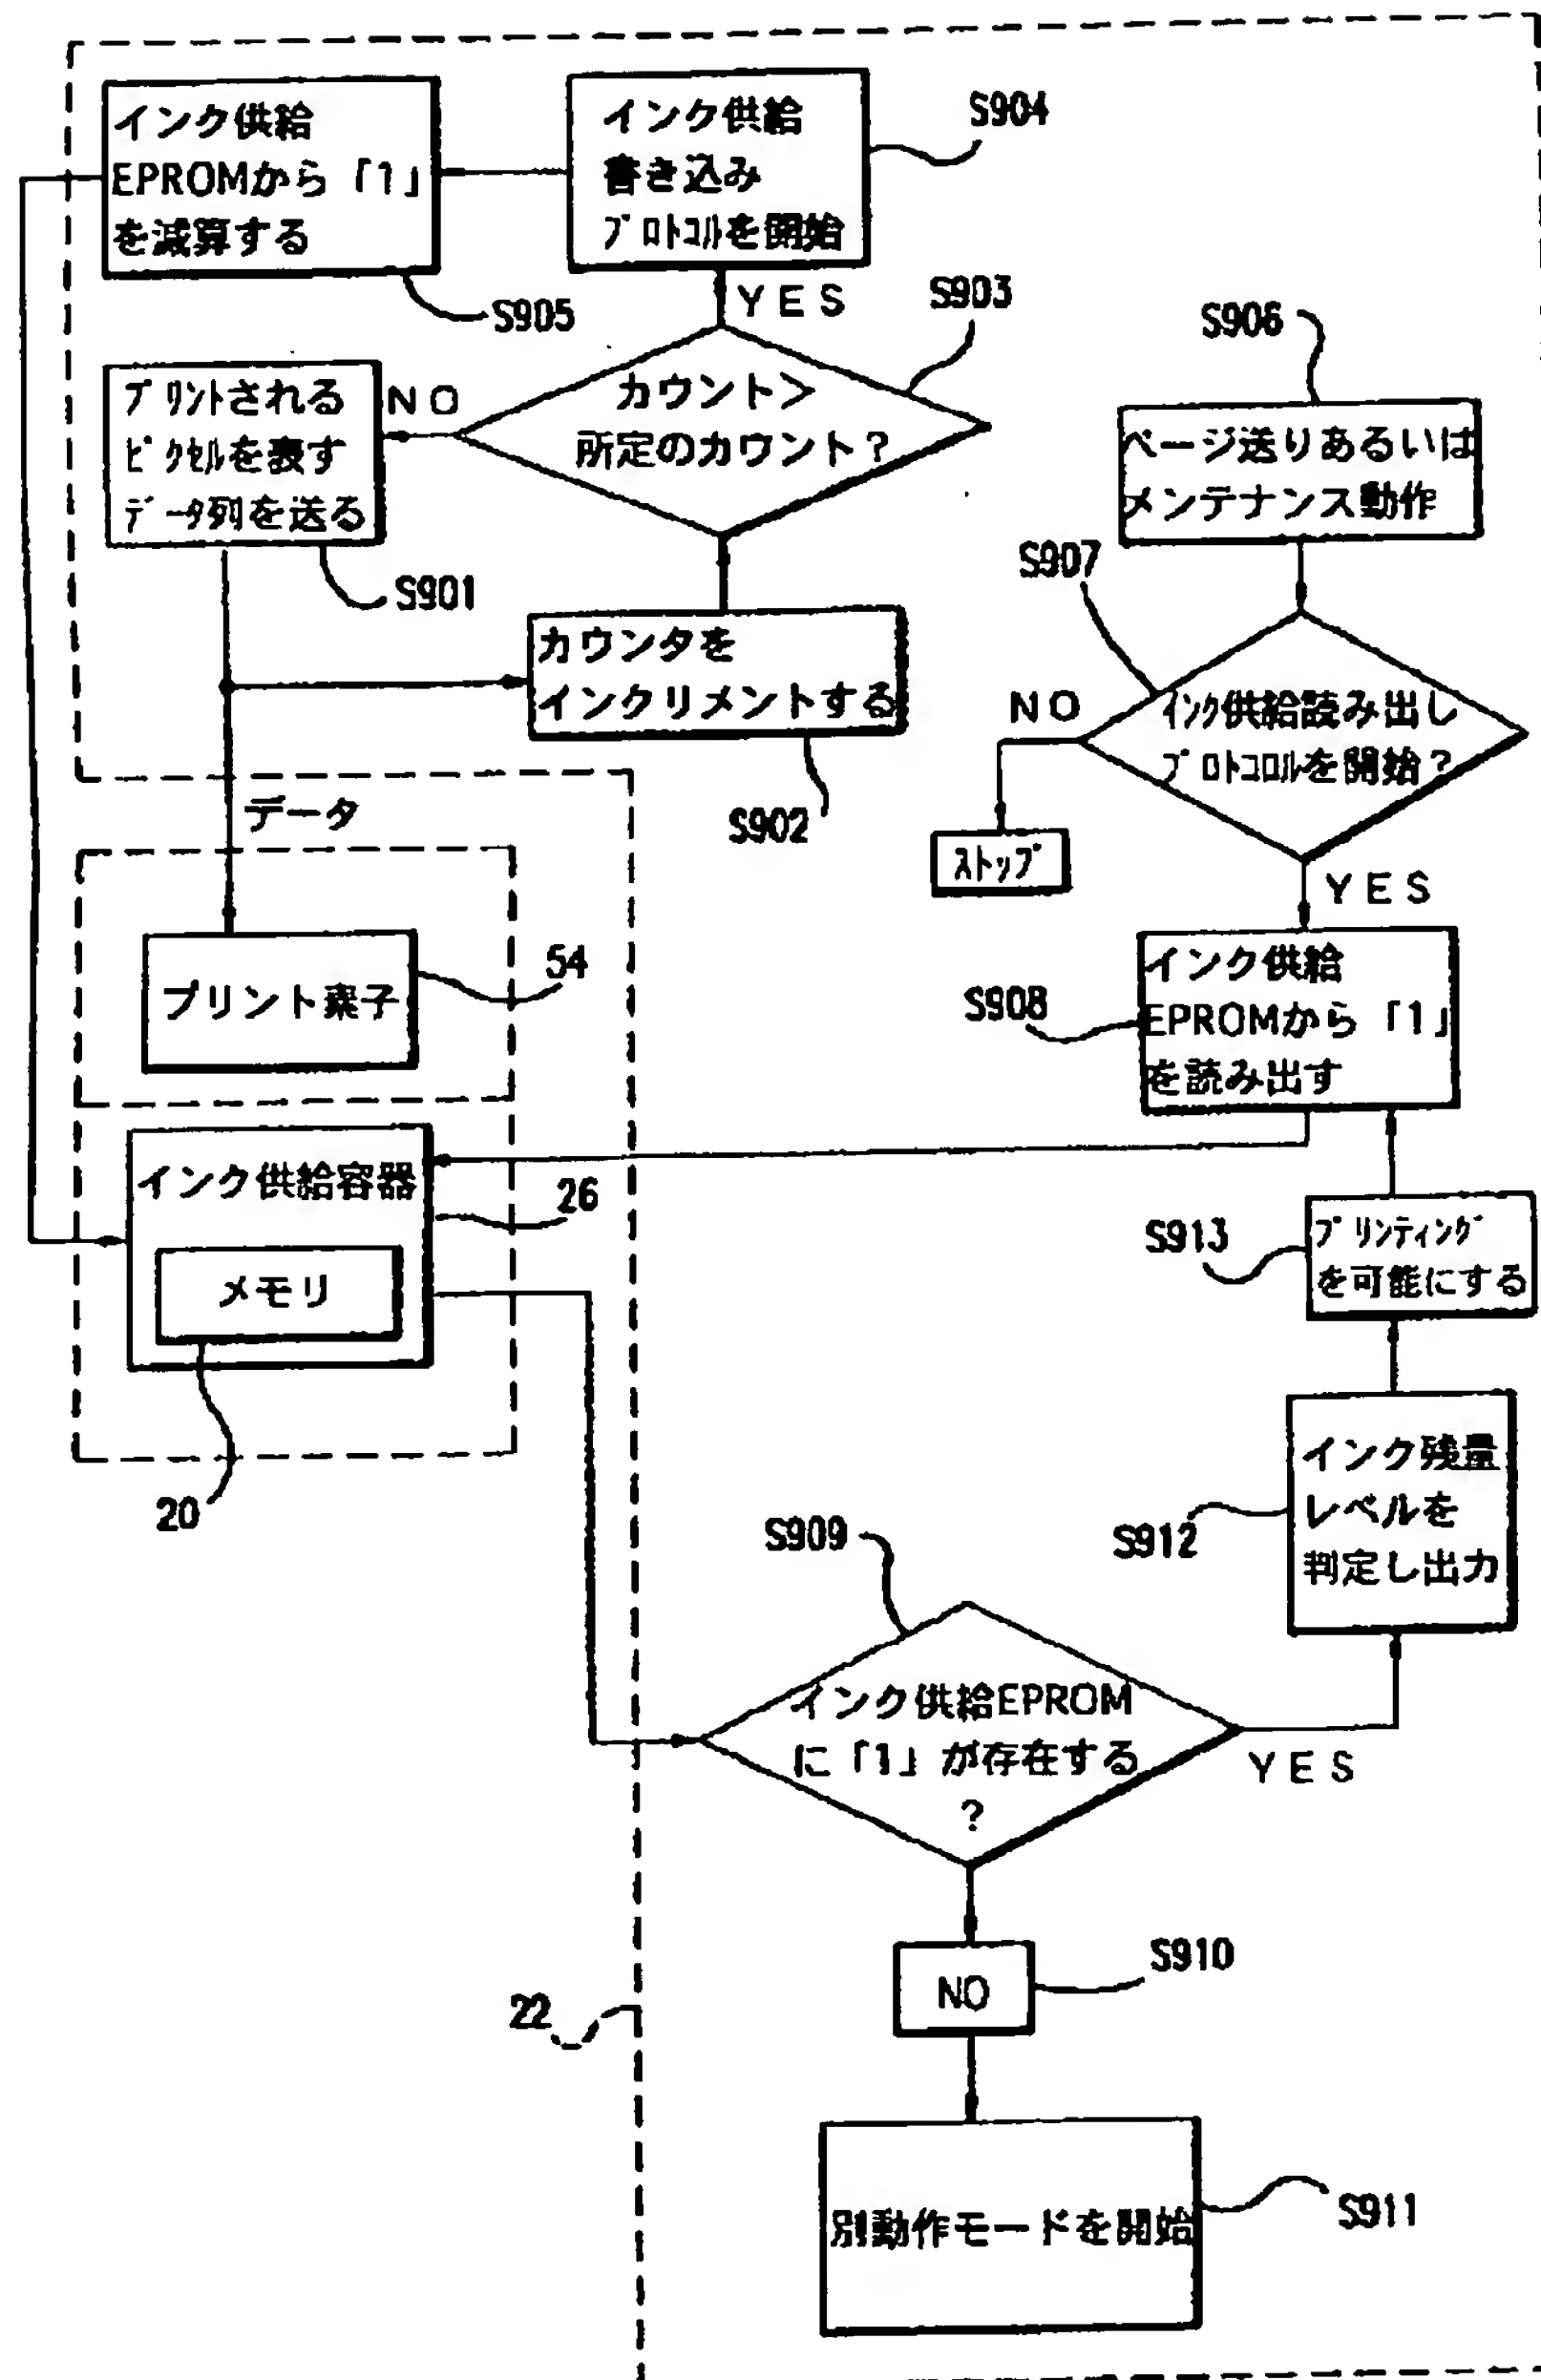 インク供給
EPROMから「1」
を減算する
S905
インク供給
書き込み
プロトコルを開始
S904
YES
S903
カウント>
所定のカウント?
NO
プリントされる
ピクセルを表す
データ列を送る
S901
カウンタを
インクリメントする
S902
データ
プリント素子
54
インク供給容器
26
メモリ
20
S906
ページ送りあるいは
メンテナンス動作
S907
インク供給読み出し
プロトコロルを開始?
NO
ストップ
YES
S908
インク供給
EPROMから「1」
を読み出す
S913
プリンティング
を可能にする
S912
インク残量
レベルを
判定し出力
S909
インク供給EPROM
に「1」が存在する
?
YES
NO
S910
22
別動作モードを開始
S911